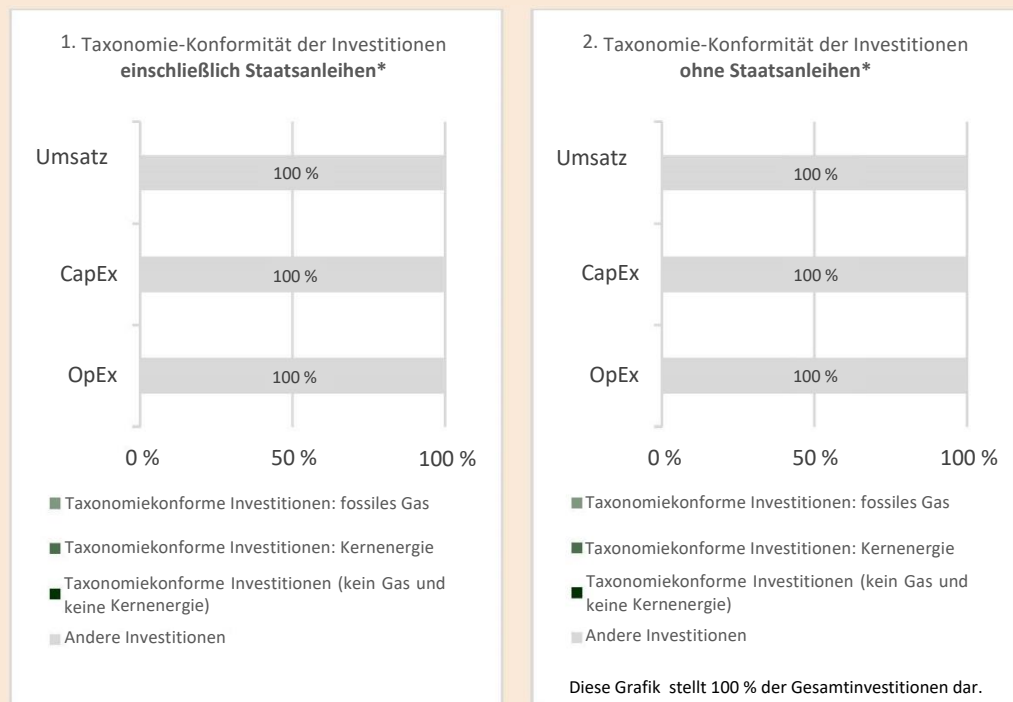 1. Taxonomie-Konformität der Investitionen
einschließlich Staatsanleihen*
Umsatz
100 %
CapEx
100 %
OpEx
100 %
0 % 50 % 100 %
Taxonomiekonforme Investitionen: fossiles Gas
Taxonomiekonforme Investitionen: Kernenergie
Taxonomiekonforme Investitionen (kein Gas und
keine Kernenergie)
Andere Investitionen
2. Taxonomie-Konformität der Investitionen
ohne Staatsanleihen*
Umsatz
100 %
CapEx
100 %
OpEx
100 %
0 % 50 % 100 %
Taxonomiekonforme Investitionen: fossiles Gas
Taxonomiekonforme Investitionen: Kernenergie
Taxonomiekonforme Investitionen (kein Gas und
keine Kernenergie)
Andere Investitionen
Diese Grafik stellt 100 % der Gesamtinvestitionen dar.